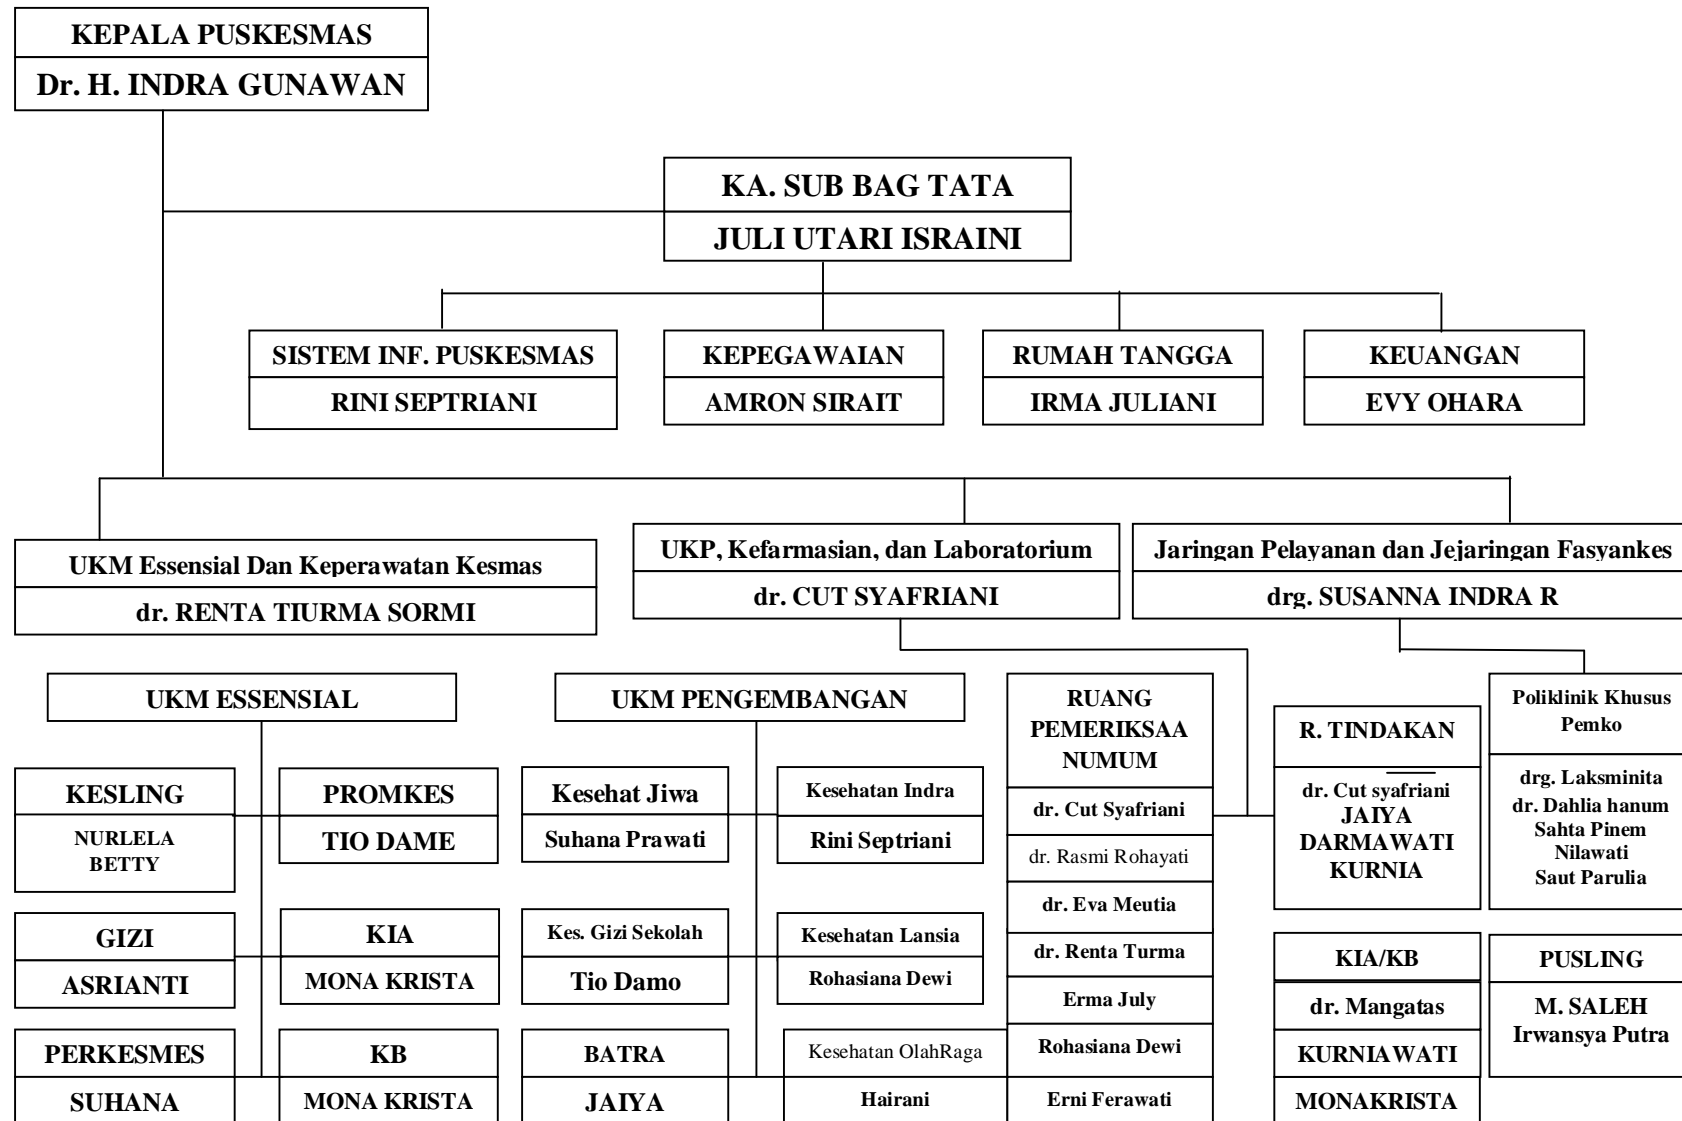 KEPALA PUSKESMAS
Dr. H. INDRA GUNAWAN
KA. SUB BAG TATA
JULI UTARI ISRAINI
SISTEM INF. PUSKESMAS
RINI SEPTRIANI
KEPEGAWAIAN
AMRON SIRAIT
RUMAH TANGGA
IRMA JULIANI
KEUANGAN
EVY OHARA
UKM Essensial Dan Keperawatan Kesmas
dr. RENTA TIURMA SORMI
UKP, Kefarmasian, dan Laboratorium
dr. CUT SYAFRIANI
Jaringan Pelayanan dan Jejaringan Fasyankes
drg. SUSANNA INDRA R
UKM ESSENSIAL
KESLING
NURLELA
BETTY
PROMKES
TIO DAME
GIZI
ASRIANTI
KIA
MONA KRISTA
PERKESMES
SUHANA
KB
MONA KRISTA
UKM PENGEMBANGAN
Kesehat Jiwa
Suhana Prawati
Kesehatan Indra
Rini Septriani
Kes. Gizi Sekolah
Tio Damo
Kesehatan Lansia
Rohasiana Dewi
BATRA
JAIYA
Kesehatan OlahRaga
Hairani
RUANG
PEMERIKSAA
NUMUM
dr. Cut Syafriani
dr. Rasmi Rohayati
dr. Eva Meutia
dr. Renta Turma
Erma July
Rohasiana Dewi
Erni Ferawati
R. TINDAKAN
dr. Cut syafriani
JAIYA
DARMAWATI
KURNIA
KIA/KB
dr. Mangatas
KURNIAWATI
MONAKRISTA
Poliklinik Khusus
Pemko
drg. Laksminita
dr. Dahlia hanum
Sahta Pinem
Nilawati
Saut Parulia
PUSLING
M. SALEH
Irwansya Putra